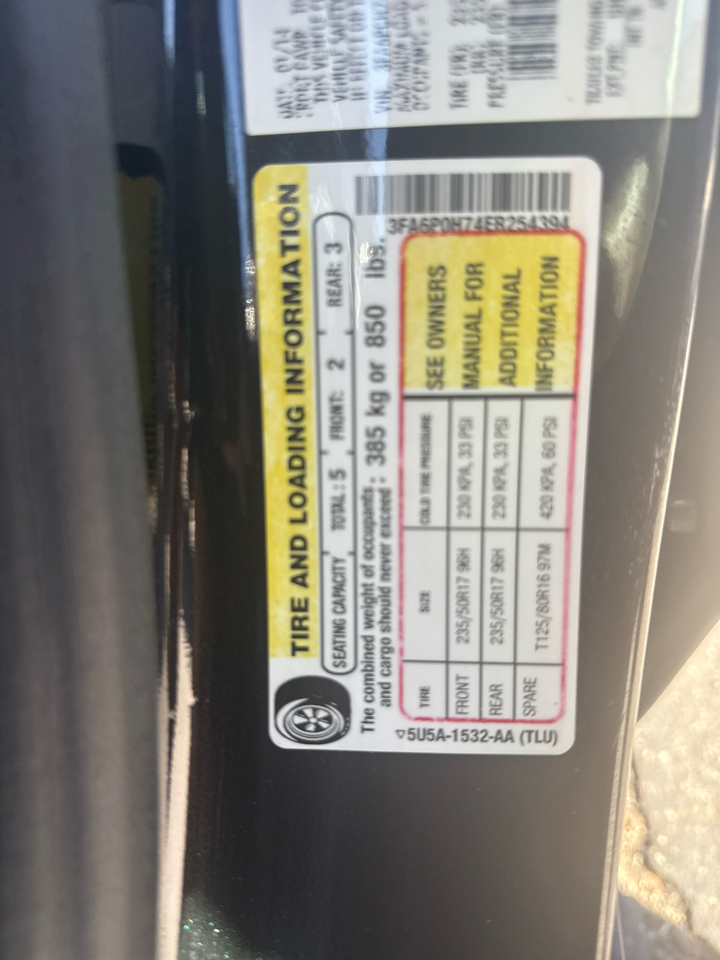 DATE: 01/14
TIRE AND LOADING INFORMATION
SEATING CAPACITY TOTAL: 5 FRONT: 2 REAR: 3
The combined weight of occupants
and cargo should never exceed : 385 kg or 850 lbs.
3FA6P0H74ER254394
TIRE SIZE COLD TIRE PRESSURE
FRONT 235/50R17 96H 230 KPA, 33 PSI
REAR 235/50R17 96H 230 KPA, 33 PSI
SPARE T125/80R16 97M 420 KPA, 60 PSI
SEE OWNERS
MANUAL FOR
ADDITIONAL
INFORMATION
5U5A-1532-AA (TLU)